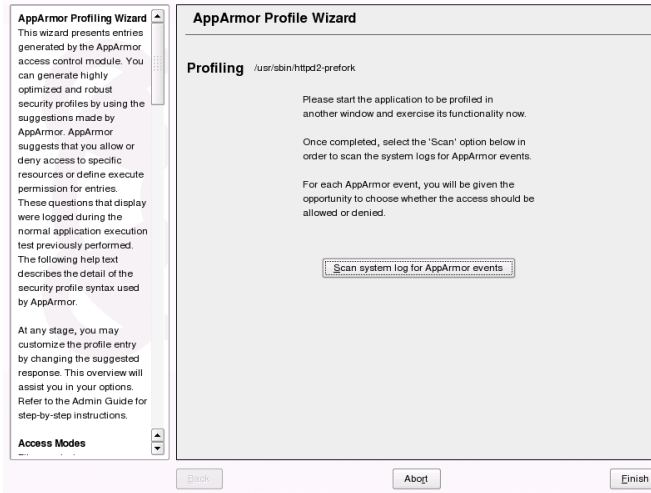 AppArmor Profiling Wizard
This wizard presents entries
generated by the AppArmor
access control module. You
can generate highly
optimized and robust
security profiles by using the
suggestions made by
AppArmor. AppArmor
suggests that you allow or
deny access to specific
resources or define execute
permission for entries.
These questions that display
were logged during the
normal application execution
test previously performed.
The following help text
describes the detail of the
security profile syntax used
by AppArmor.
At any stage, you may
customize the profile entry
by changing the suggested
response. This overview will
assist you in your options.
Refer to the Admin Guide for
step-by-step instructions.
Access Modes
AppArmor Profile Wizard
Profiling /usr/sbin/httpd2-prefork
Please start the application to be profiled in
another window and exercise its functionality now.
Once completed, select the 'Scan' option below in
order to scan the system logs for AppArmor events.
For each AppArmor event, you will be given the
opportunity to choose whether the access should be
allowed or denied.
Scan system log for AppArmor events
Back
Abort
Finish